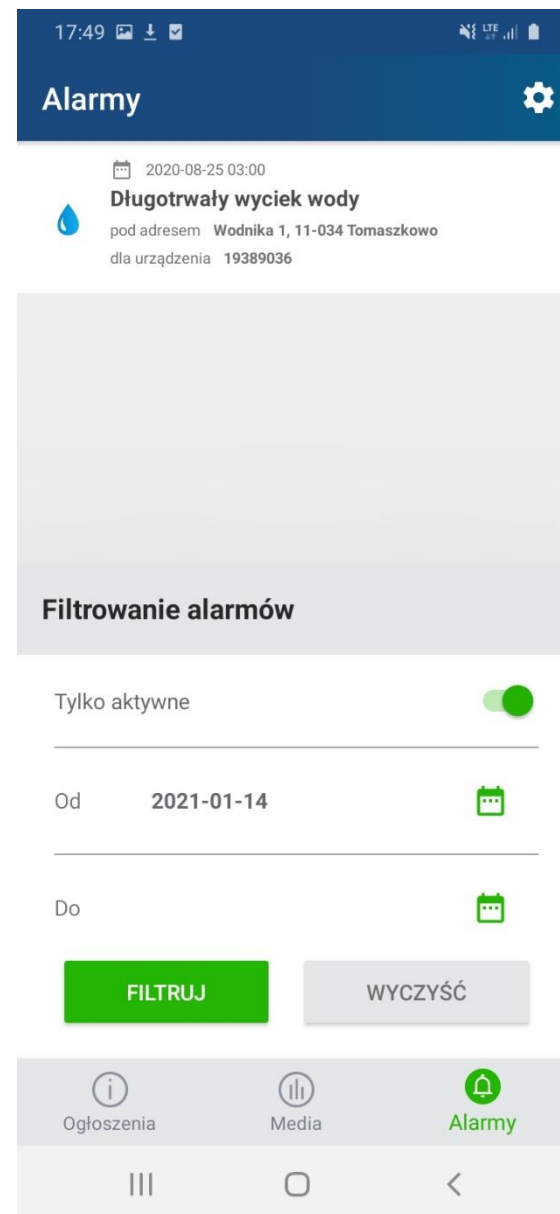 17:49
LTE
Alarmy
2020-08-25 03:00
Długotrwały wyciek wody
pod adresem Wodnika 1, 11-034 Tomaszkowo
dla urządzenia 19389036
Filtrowanie alarmów
Tylko aktywne
Od 2021-01-14
Do
FILTRUJ WYCZYŚĆ
Ogłoszenia Media Alarmy